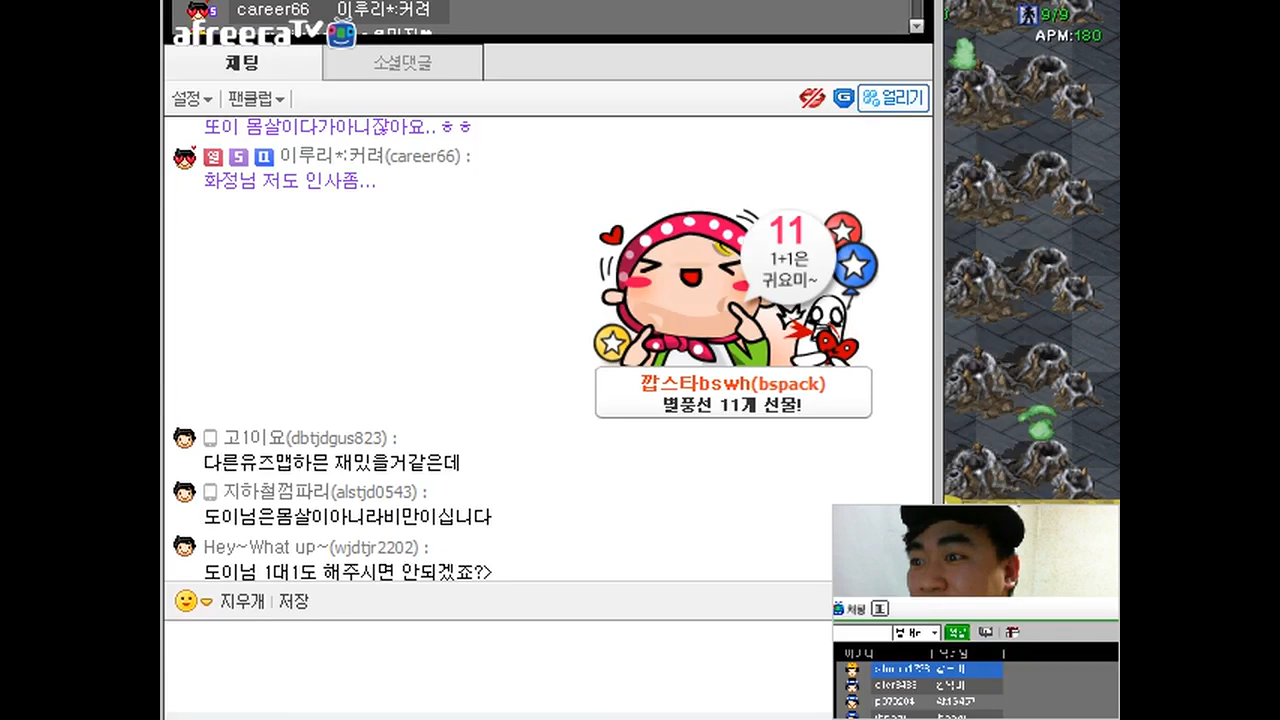 career66 이루리*:커려
afreecaTV
9/9
APM:180
채팅 소셜댓글
설정 팬클럽 얼리기
또이 몸살이다가아니잖아요..ㅎㅎ
열 5 이루리*:커려(career66) :
화정님 저도 인사좀...
11
1+1은
귀요미~
깝스타bswh(bspack)
별풍선 11개 선물!
고1이요(dbtjdgus823) :
다른유즈맵하믄 재밌을거같은데
지하철껌파리(alstjd0543) :
도이님은몸살이아니라비만이십니다
Hey~What up~(wjdtjr2202) :
도이님 1대1도 해주시면 안되겠죠?>
지우개 저장
채팅